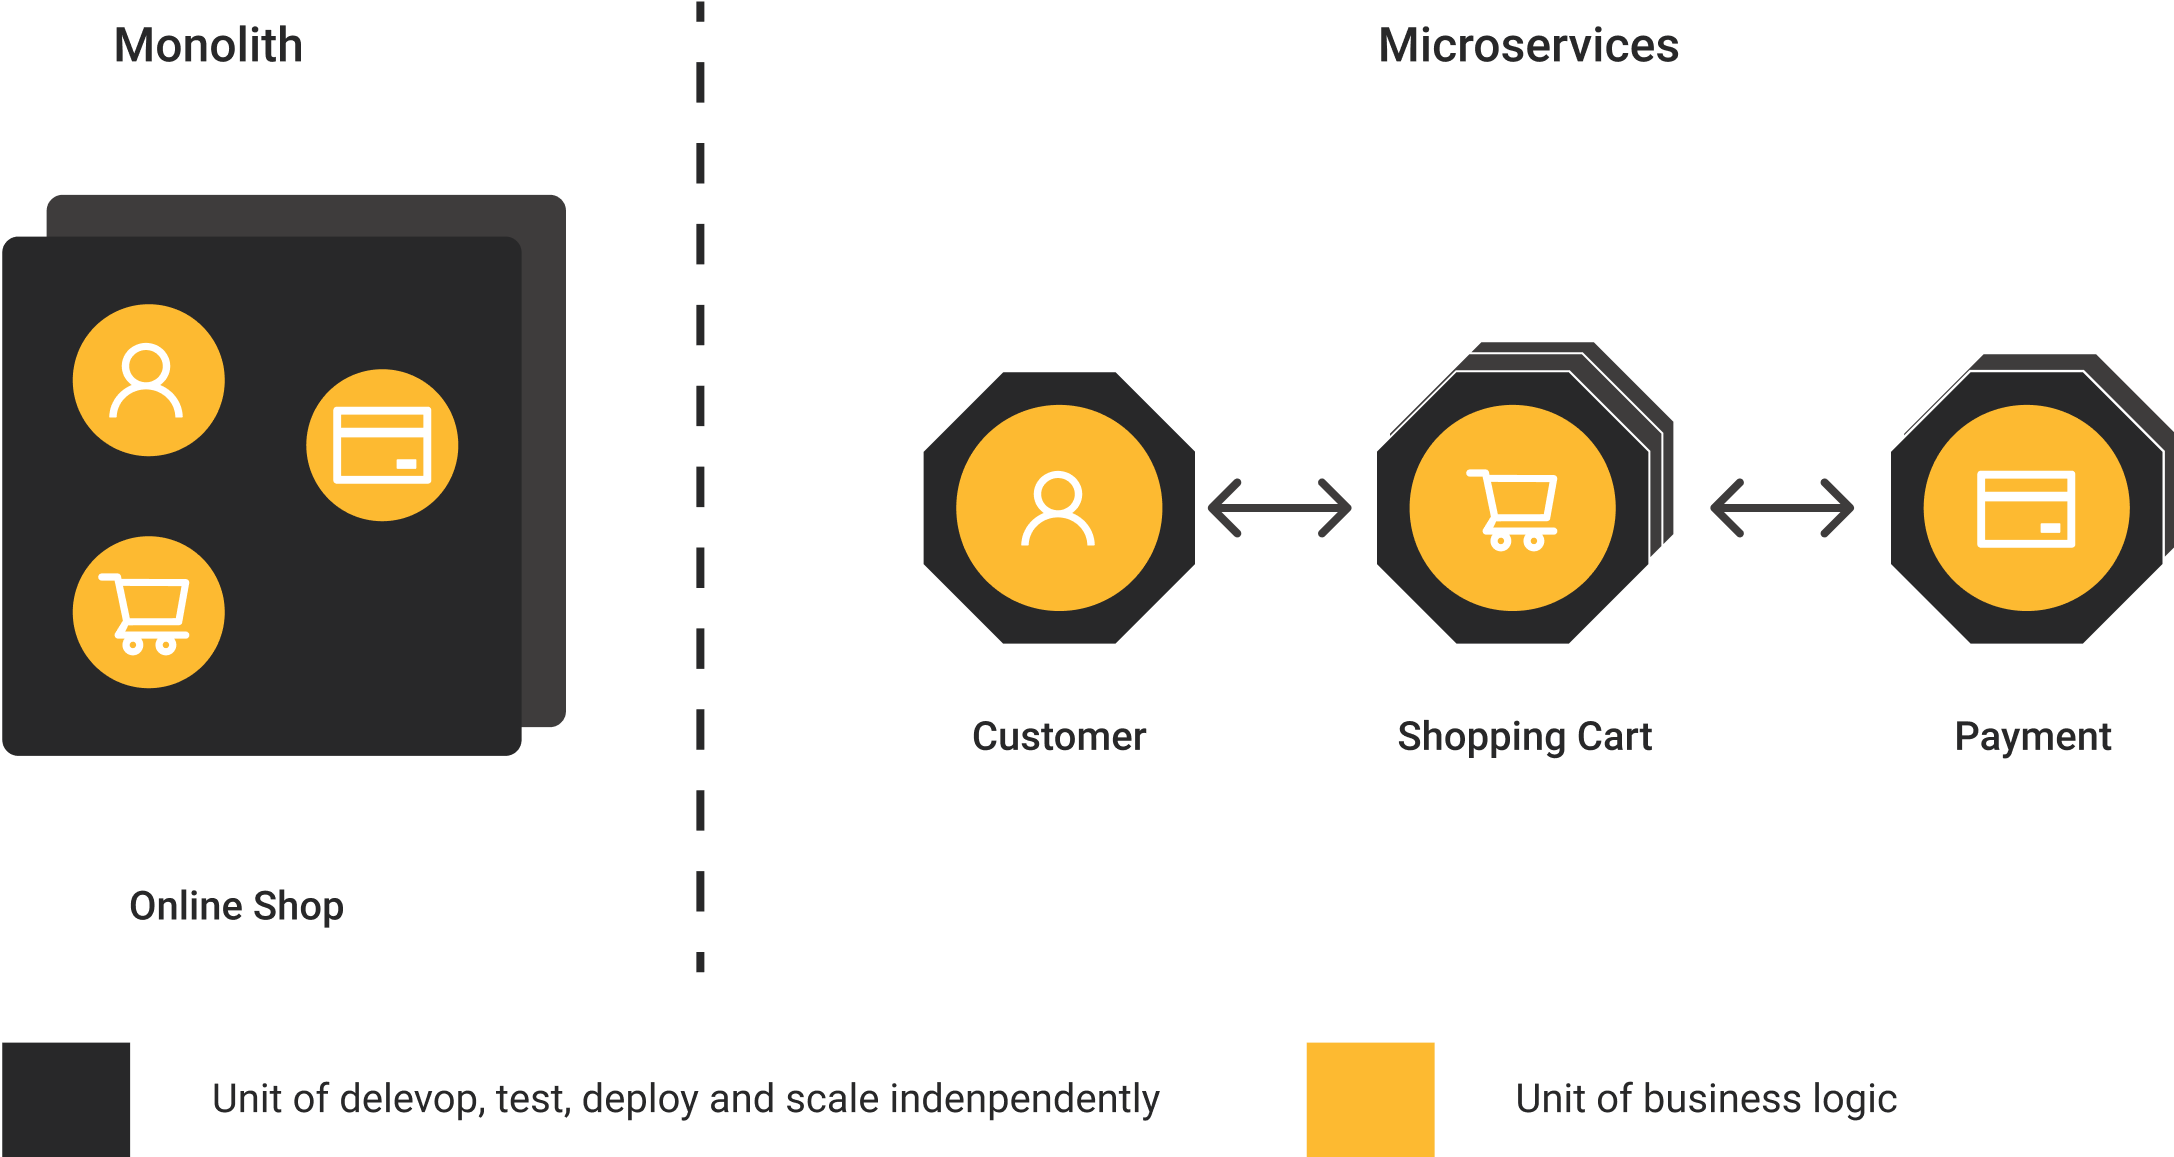 Monolith
Microservices
Customer
Shopping Cart
Payment
Online Shop
Unit of delevop, test, deploy and scale indenpendently
Unit of business logic